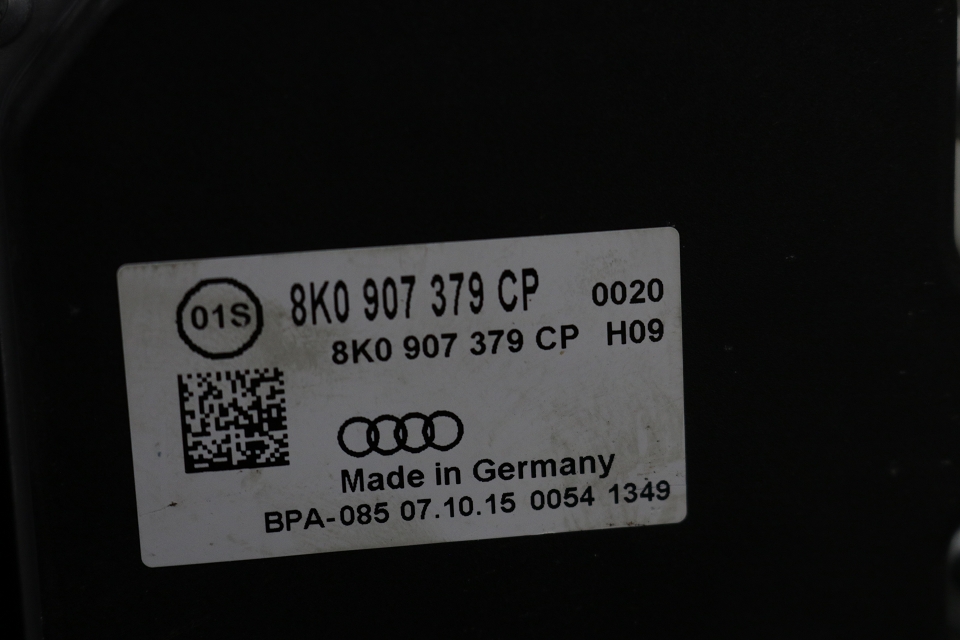 01S 8K0 907 379 CP 0020
8K0 907 379 CP H09
Made in Germany
BPA-085 07.10.15 0054 1349